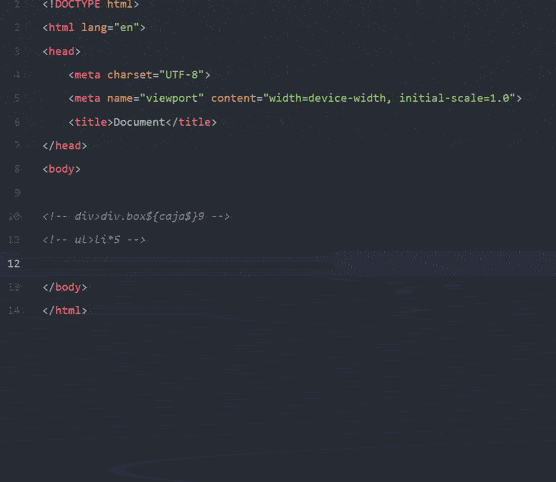 1 <!DOCTYPE html>
2 <html lang="en">
3 <head>
4     <meta charset="UTF-8">
5     <meta name="viewport" content="width=device-width, initial-scale=1.0">
6     <title>Document</title>
7 </head>
8 <body>
9
10 <!-- div>div.box${caja$}9 -->
11 <!-- ul>li*5 -->
12
13 </body>
14 </html>